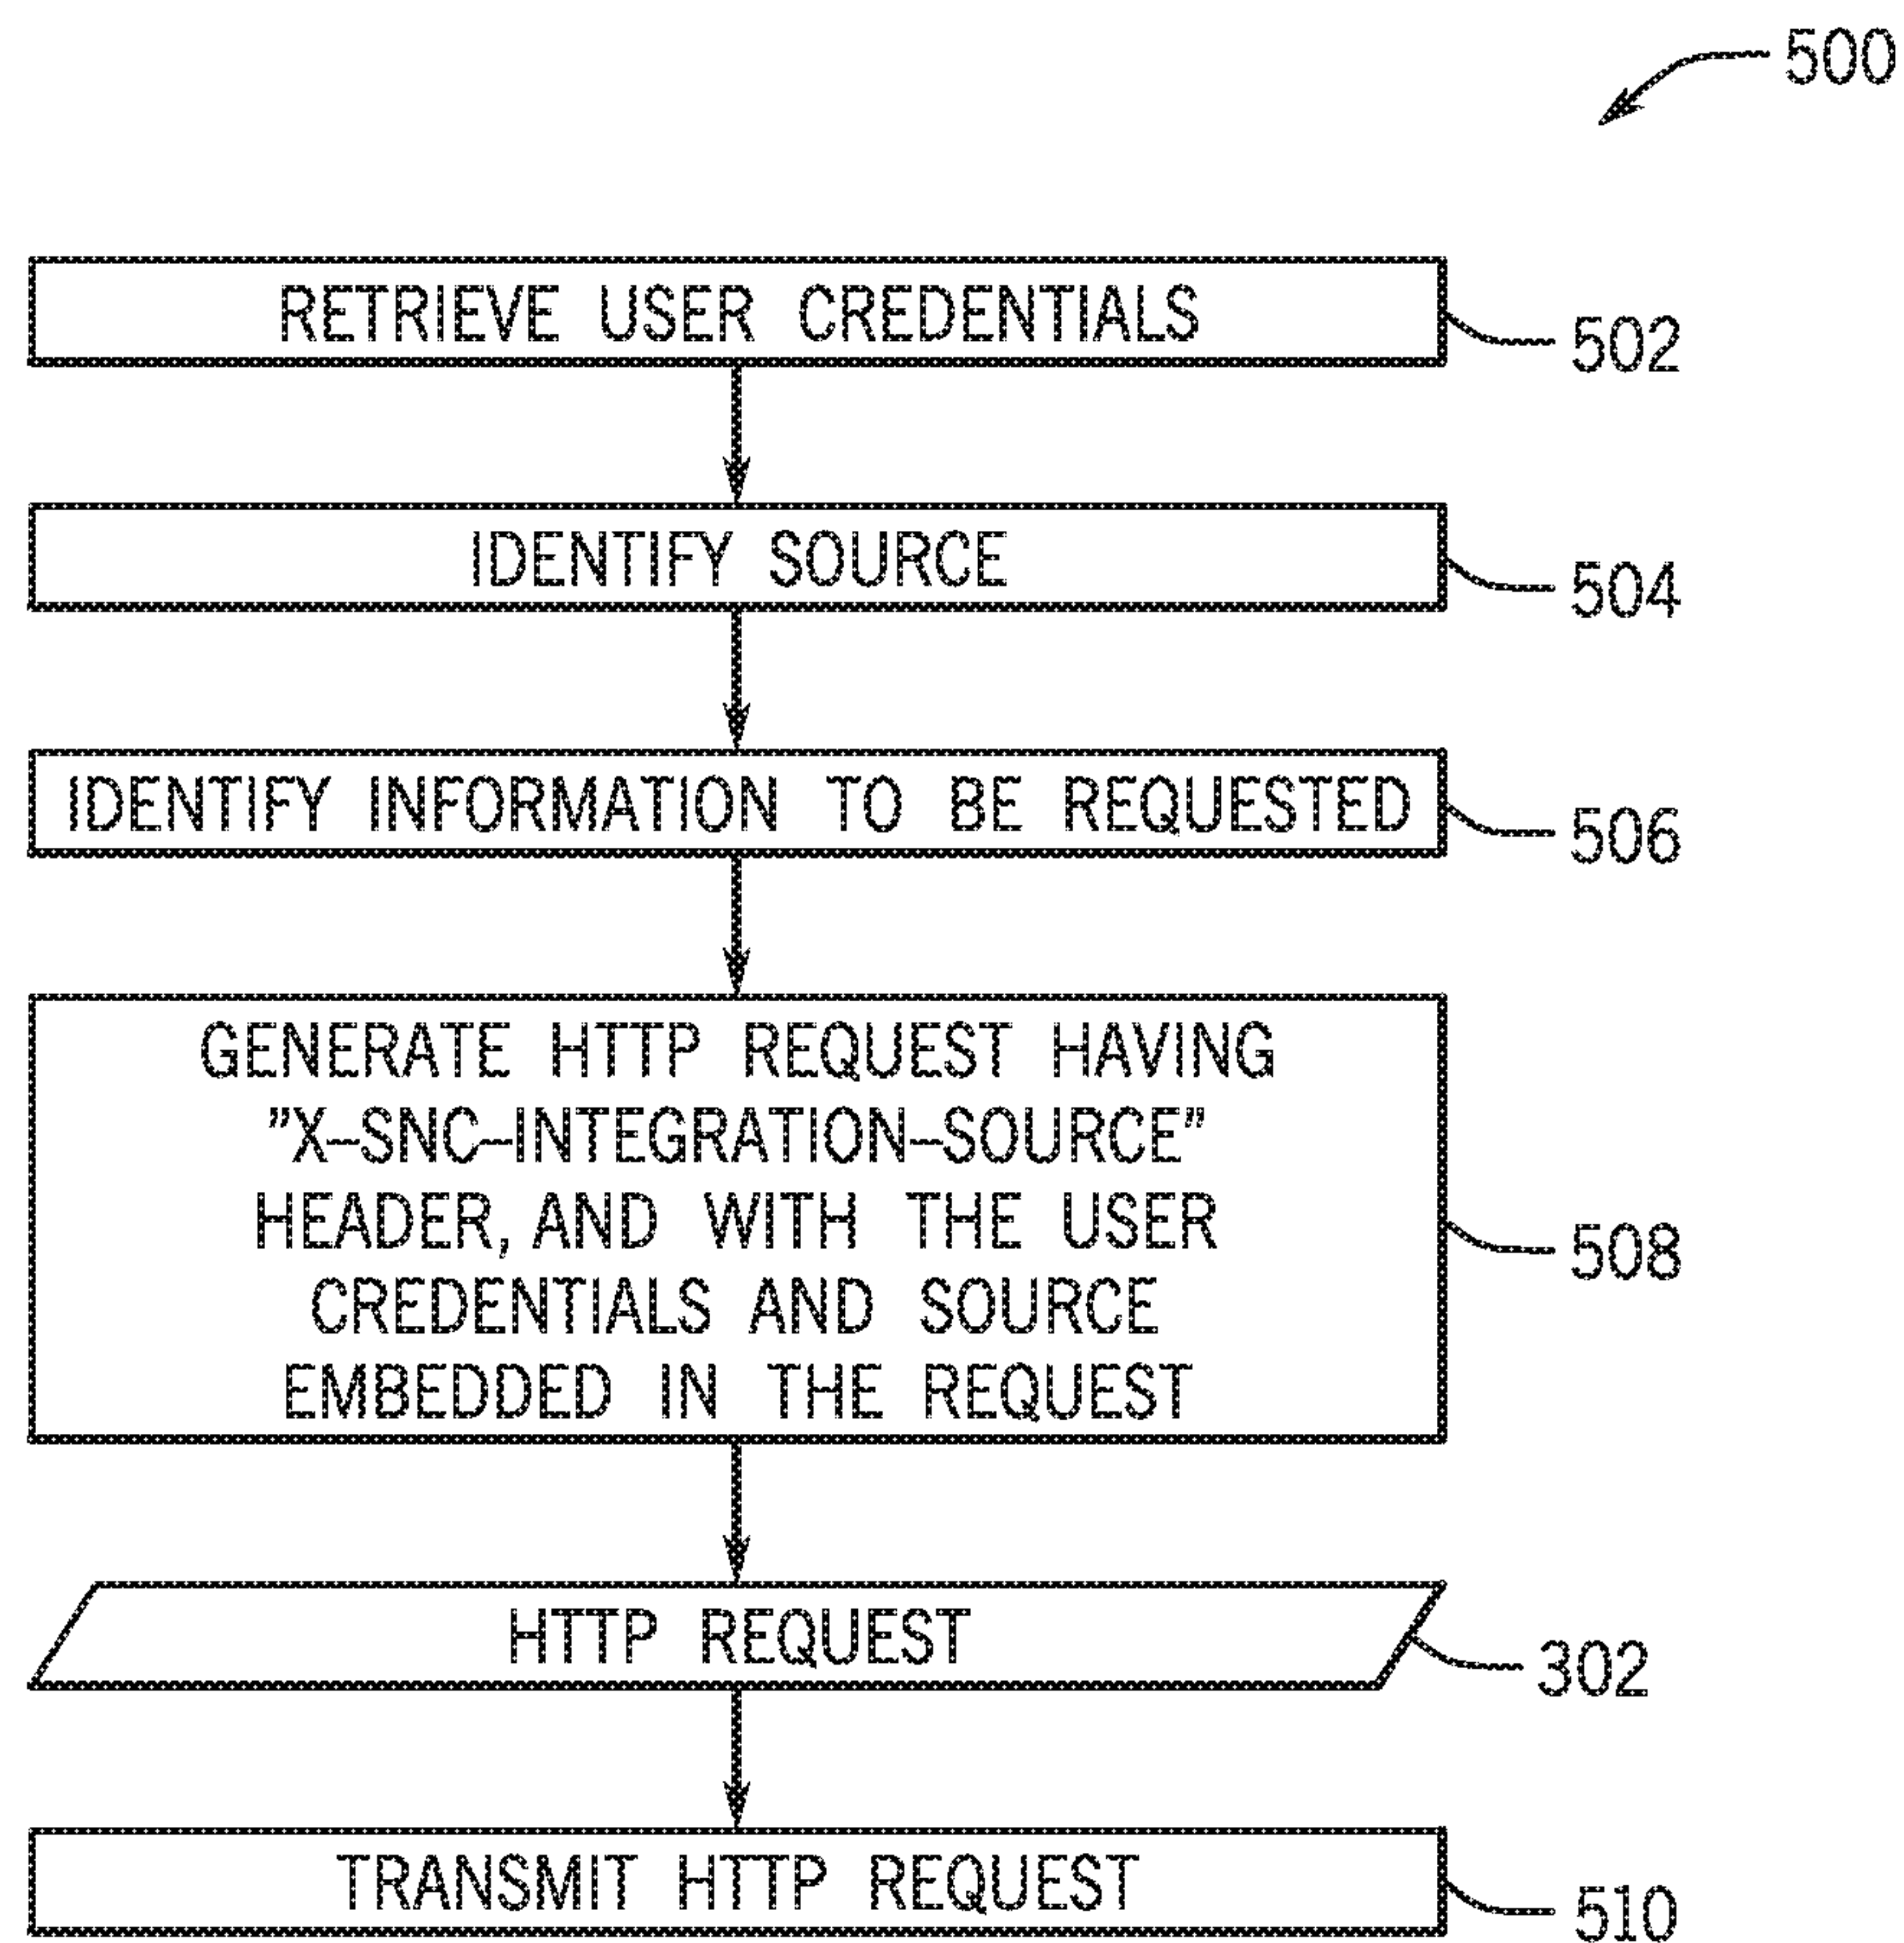 500
RETRIEVE USER CREDENTIALS
502
IDENTIFY SOURCE
504
IDENTIFY INFORMATION TO BE REQUESTED
506
GENERATE HTTP REQUEST HAVING
”X–SNC–INTEGRATION–SOURCE”
HEADER, AND WITH THE USER
CREDENTIALS AND SOURCE
EMBEDDED IN THE REQUEST
508
HTTP REQUEST
302
TRANSMIT HTTP REQUEST
510